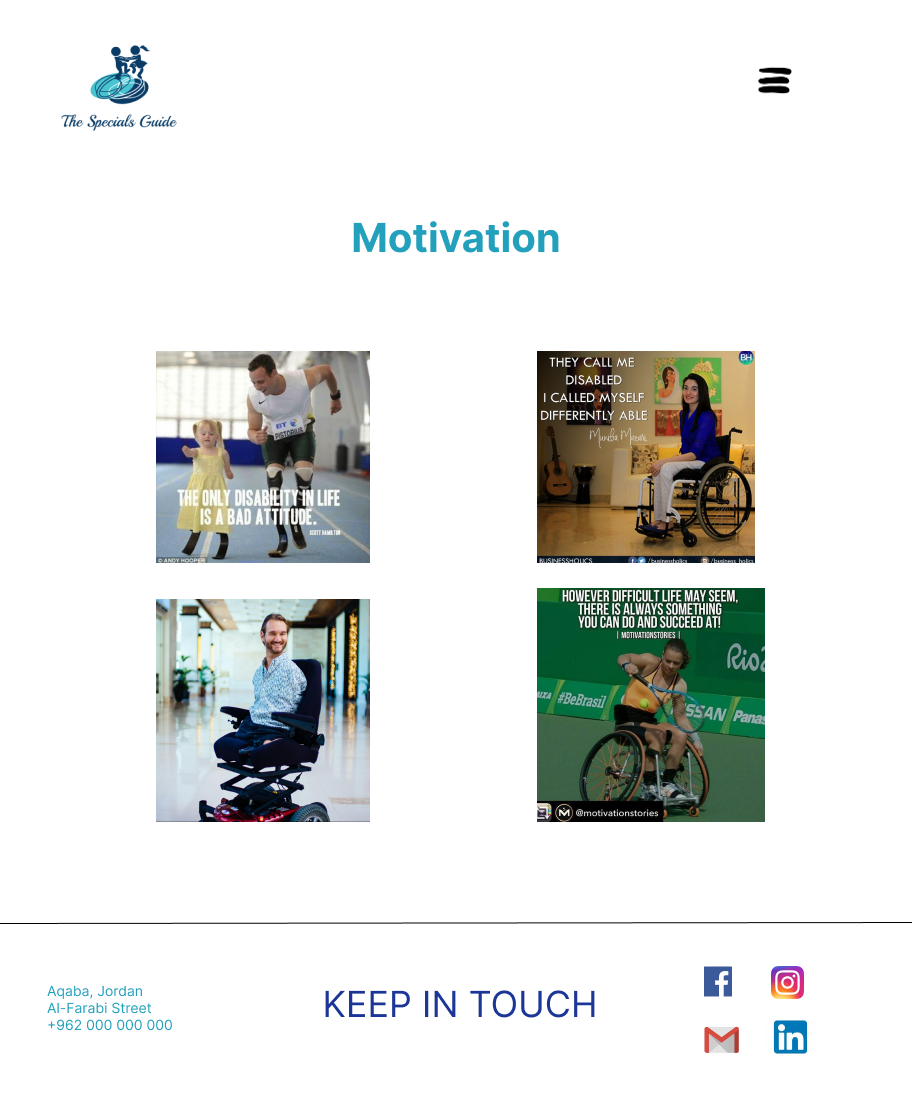 The Specials Guide
Motivation
BT
PISTORIUS
THE ONLY DISABILITY IN LIFE
IS A BAD ATTITUDE.
SCOTT HAMILTON
© ANDY HOOPER
BH
THEY CALL ME
DISABLED
I CALLED MYSELF
DIFFERENTLY ABLE
Muniba Mazari
BUSINESSHOLICS
/businessholics
/business_holics
HOWEVER DIFFICULT LIFE MAY SEEM,
THERE IS ALWAYS SOMETHING
YOU CAN DO AND SUCCEED AT!
| MOTIVATIONSTORIES |
Rio2
AIXA
#BeBrasil
ISSAN
Panas
M @motivationstories
Aqaba, Jordan
Al-Farabi Street
+962 000 000 000
KEEP IN TOUCH